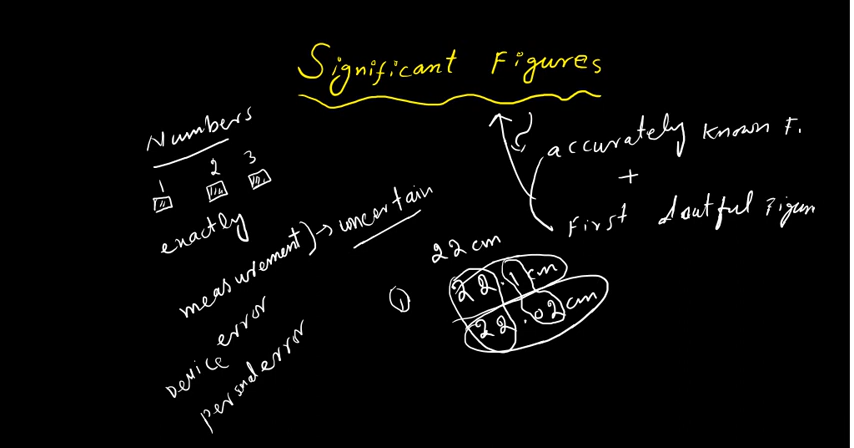 Significant Figures
Numbers
1 2 3
exactly
measurement) → uncertain
error
Device
personal error
accurately known F.
+
First doutful Figur
22 cm
① 22.1 cm
22.02 cm